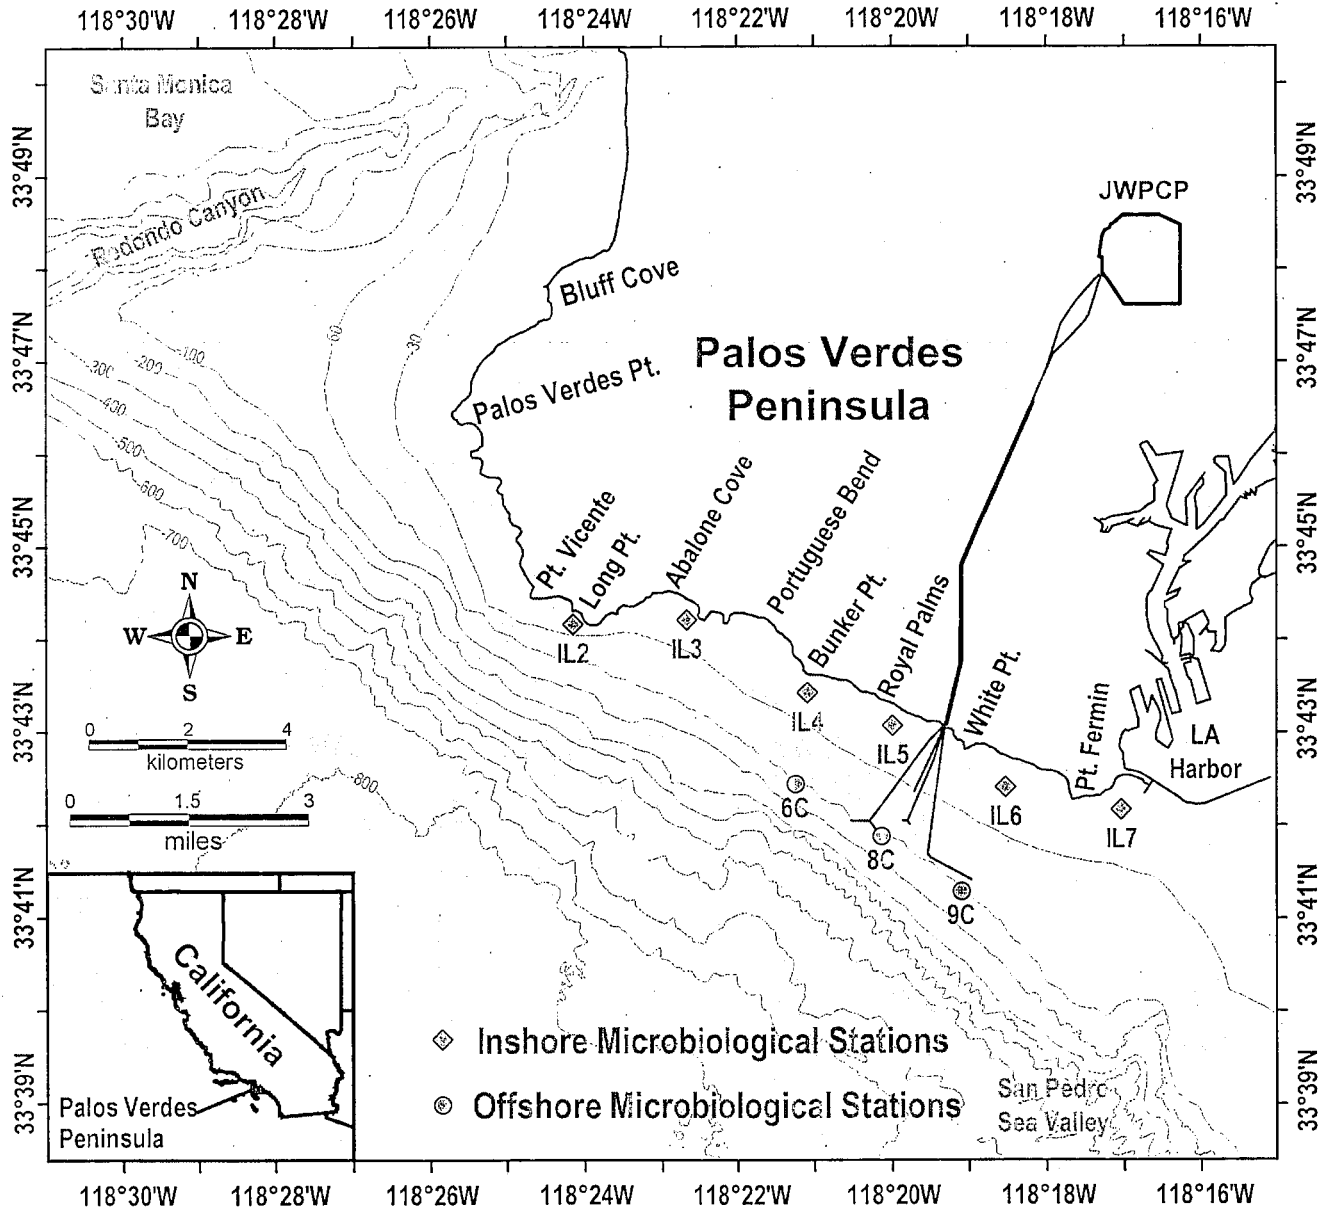 118°30'W 118°28'W 118°26'W 118°24'W 118°22'W 118°20'W 118°18'W 118°16'W
Santa Monica
Bay
33°49'N
33°49'N
JWPCP
Redondo Canyon
Bluff Cove
-60
-30
33°47'N
33°47'N
-100
-200
-300
-400
-500
-600
-700
Palos Verdes
Peninsula
Palos Verdes Pt.
33°45'N
33°45'N
Pt. Vicente
Long Pt.
Abalone Cove
Portuguese Bend
Bunker Pt.
Royal Palms
White Pt.
Pt. Fermin
N
W E
S
IL2
IL3
IL4
IL5
IL6
IL7
33°43'N
33°43'N
LA
Harbor
0 2 4
kilometers
0 1.5 3
miles
-800
6C
8C
9C
33°41'N
33°41'N
California
Palos Verdes
Peninsula
Inshore Microbiological Stations
Offshore Microbiological Stations
San Pedro
Sea Valley
33°39'N
33°39'N
118°30'W 118°28'W 118°26'W 118°24'W 118°22'W 118°20'W 118°18'W 118°16'W